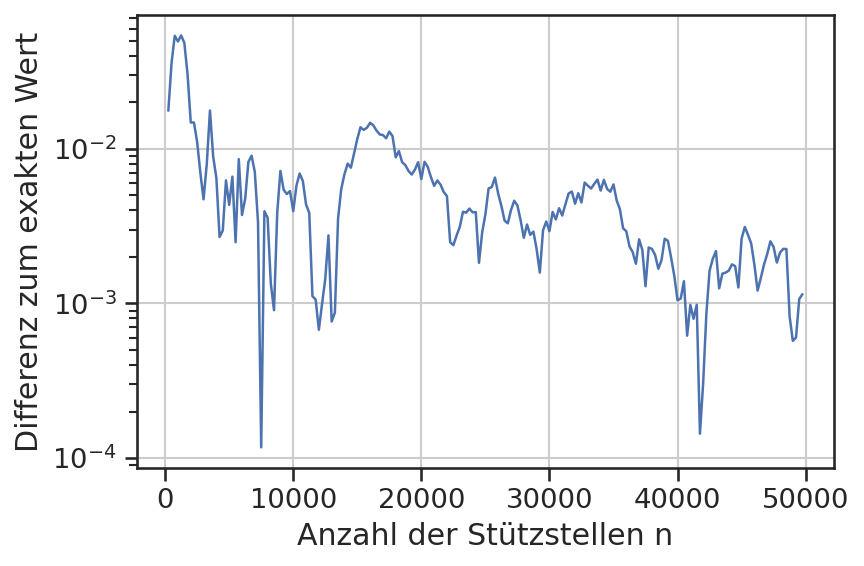 Differenz zum exakten Wert
10⁻²
10⁻³
10⁻⁴
0 10000 20000 30000 40000 50000
Anzahl der Stützstellen n